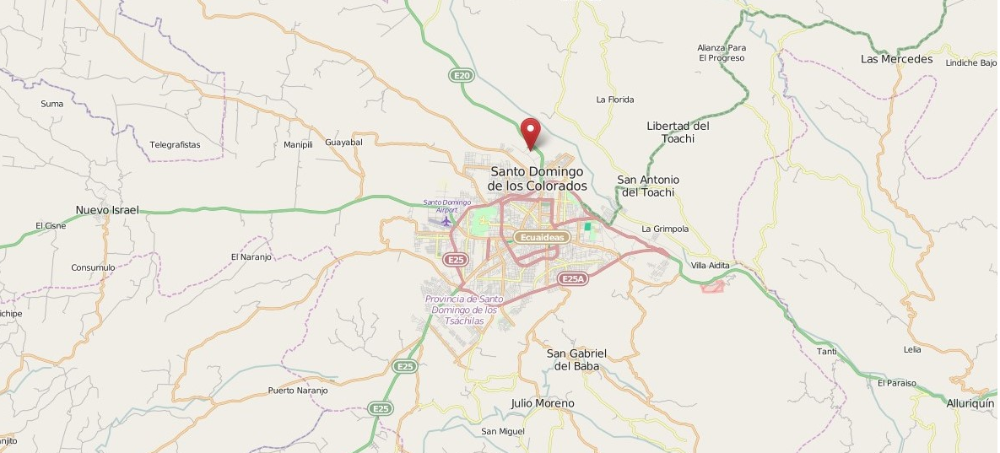 Alianza Para
El Progreso
Las Mercedes
Lindiche Bajo
E20
Suma
La Florida
Libertad del
Toachi
Telegrafistas
Manipili
Guayabal
Santo Domingo
de los Colorados
San Antonio
del Toachi
Nuevo Israel
Santo Domingo
Airport
El Cisne
La Grimpola
Ecuaideas
El Naranjo
E25
Consumulo
Villa Aidita
E25A
Provincia de Santo
Domingo de los
Tsáchilas
ichipe
San Gabriel
del Baba
Lelia
Tanti
E25
El Paraiso
Puerto Naranjo
Julio Moreno
Alluriquín
E25
San Miguel
anjito